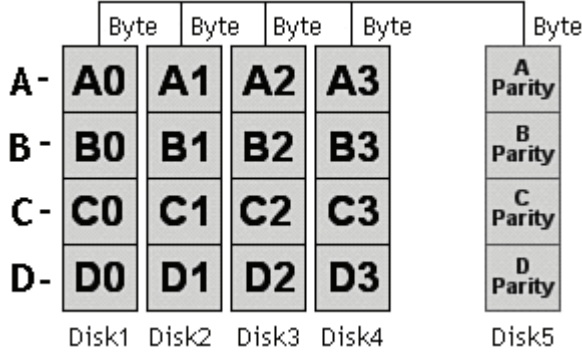 Byte Byte Byte Byte Byte
A- A0 A1 A2 A3 A Parity
B- B0 B1 B2 B3 B Parity
C- C0 C1 C2 C3 C Parity
D- D0 D1 D2 D3 D Parity
Disk1 Disk2 Disk3 Disk4 Disk5